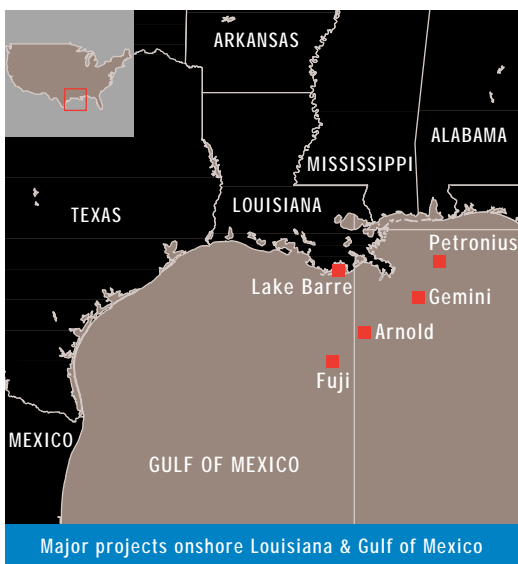 ARKANSAS
ALABAMA
MISSISSIPPI
TEXAS
LOUISIANA
Petronius
Lake Barre
Gemini
Arnold
Fuji
MEXICO
GULF OF MEXICO
Major projects onshore Louisiana & Gulf of Mexico